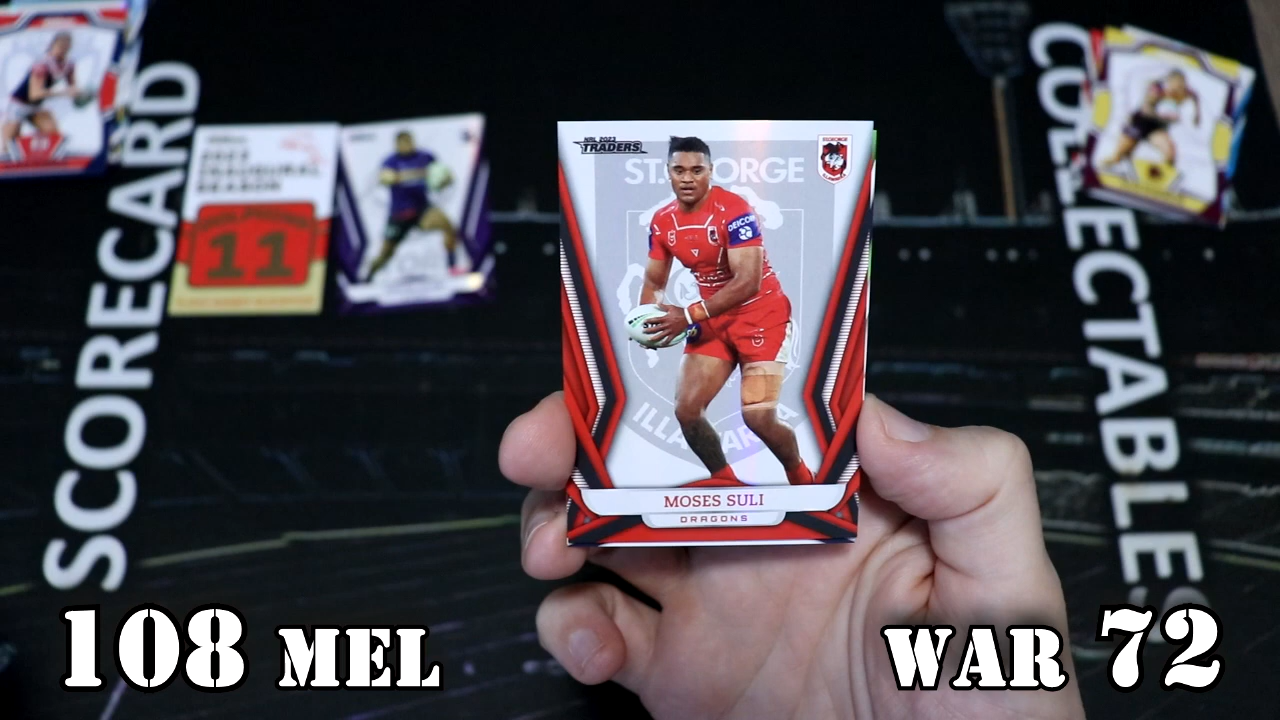 SCORECARD
2023
INAUGURAL
SEASON
11
COLLECTABLES
NRL 2023
TRADERS
ST. GEORGE
ILLAWARRA
DEICORP
MOSES SULI
DRAGONS
108 MEL
WAR 72